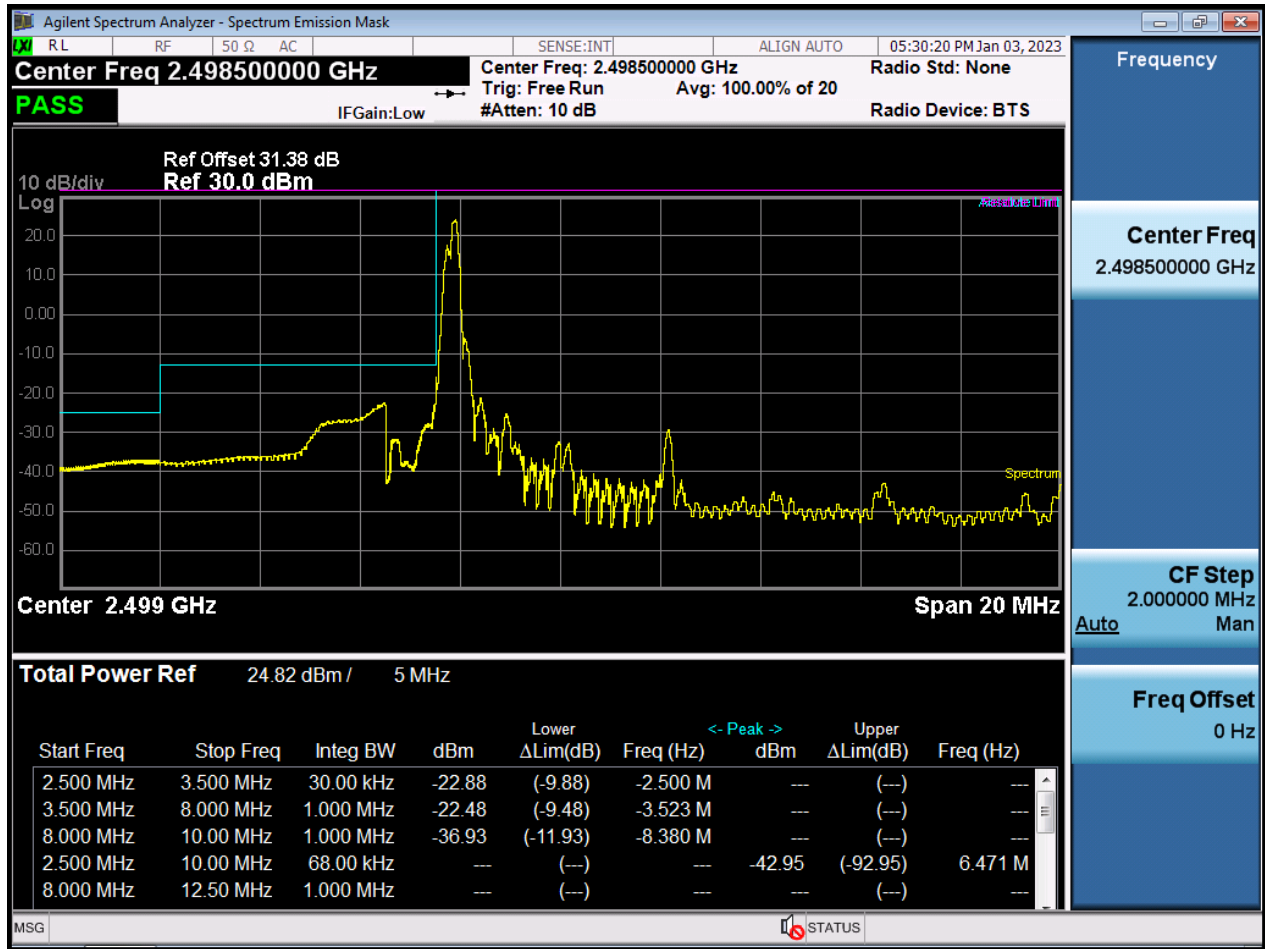 Agilent Spectrum Analyzer - Spectrum Emission Mask
LXI RL RF 50 Ω AC SENSE:INT ALIGN AUTO 05:30:20 PM Jan 03, 2023
Center Freq 2.498500000 GHz
PASS
IFGain:Low
Center Freq: 2.498500000 GHz
Trig: Free Run Avg: 100.00% of 20
#Atten: 10 dB
Radio Std: None
Radio Device: BTS
Ref Offset 31.38 dB
10 dB/div Ref 30.0 dBm
Log
20.0
10.0
0.00
-10.0
-20.0
-30.0
-40.0
-50.0
-60.0
Limit
Spectrum
Center 2.499 GHz Span 20 MHz
Total Power Ref 24.82 dBm / 5 MHz
Lower <- Peak -> Upper
Start Freq Stop Freq Integ BW dBm ΔLim(dB) Freq (Hz) dBm ΔLim(dB) Freq (Hz)
2.500 MHz 3.500 MHz 30.00 kHz -22.88 (-9.88) -2.500 M --- (---) ---
3.500 MHz 8.000 MHz 1.000 MHz -22.48 (-9.48) -3.523 M --- (---) ---
8.000 MHz 10.00 MHz 1.000 MHz -36.93 (-11.93) -8.380 M --- (---) ---
2.500 MHz 10.00 MHz 68.00 kHz --- (---) --- -42.95 (-92.95) 6.471 M
8.000 MHz 12.50 MHz 1.000 MHz --- (---) --- --- (---) ---
MSG STATUS
Frequency
Center Freq
2.498500000 GHz
CF Step
2.000000 MHz
Auto Man
Freq Offset
0 Hz